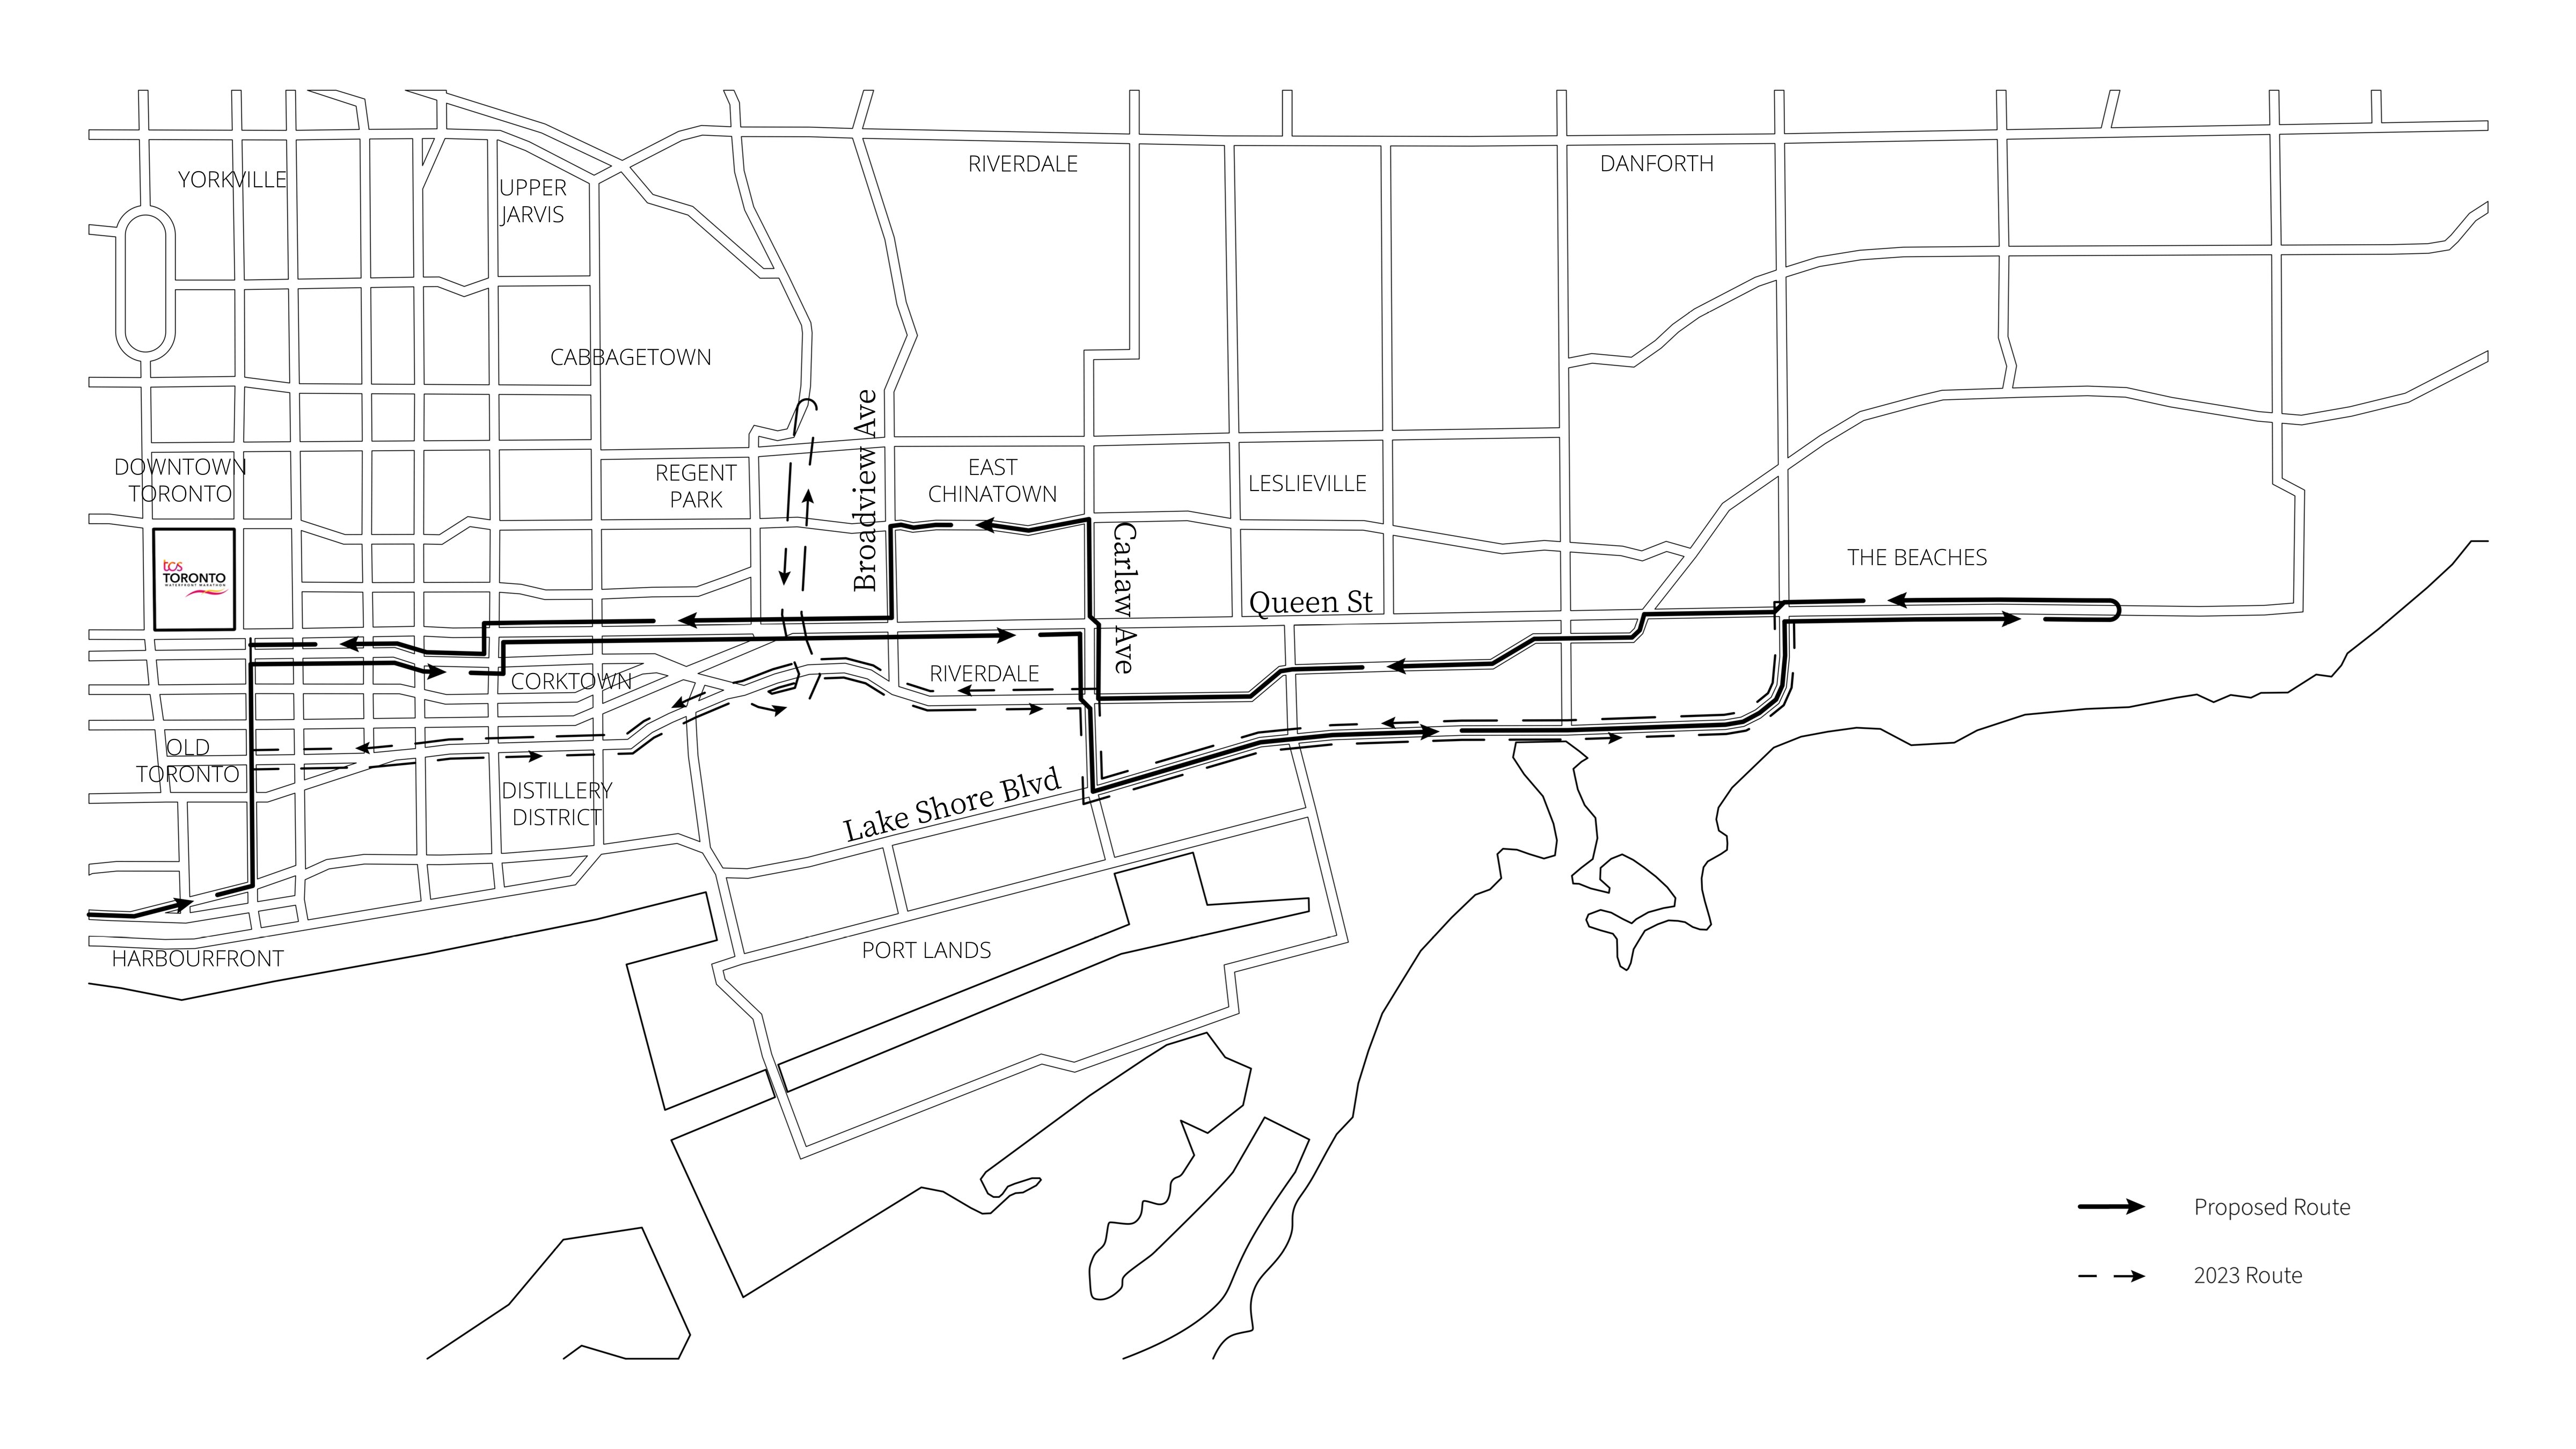 YORKVILLE
UPPER
JARVIS
RIVERDALE
DANFORTH
CABBAGETOWN
Broadview Ave
DOWNTOWN
TORONTO
REGENT
PARK
EAST
CHINATOWN
LESLIEVILLE
tcs
TORONTO
WATERFRONT MARATHON
Carlaw Ave
Queen St
THE BEACHES
CORKTOWN
RIVERDALE
OLD
TORONTO
DISTILLERY
DISTRICT
Lake Shore Blvd
HARBOURFRONT
PORT LANDS
Proposed Route
2023 Route